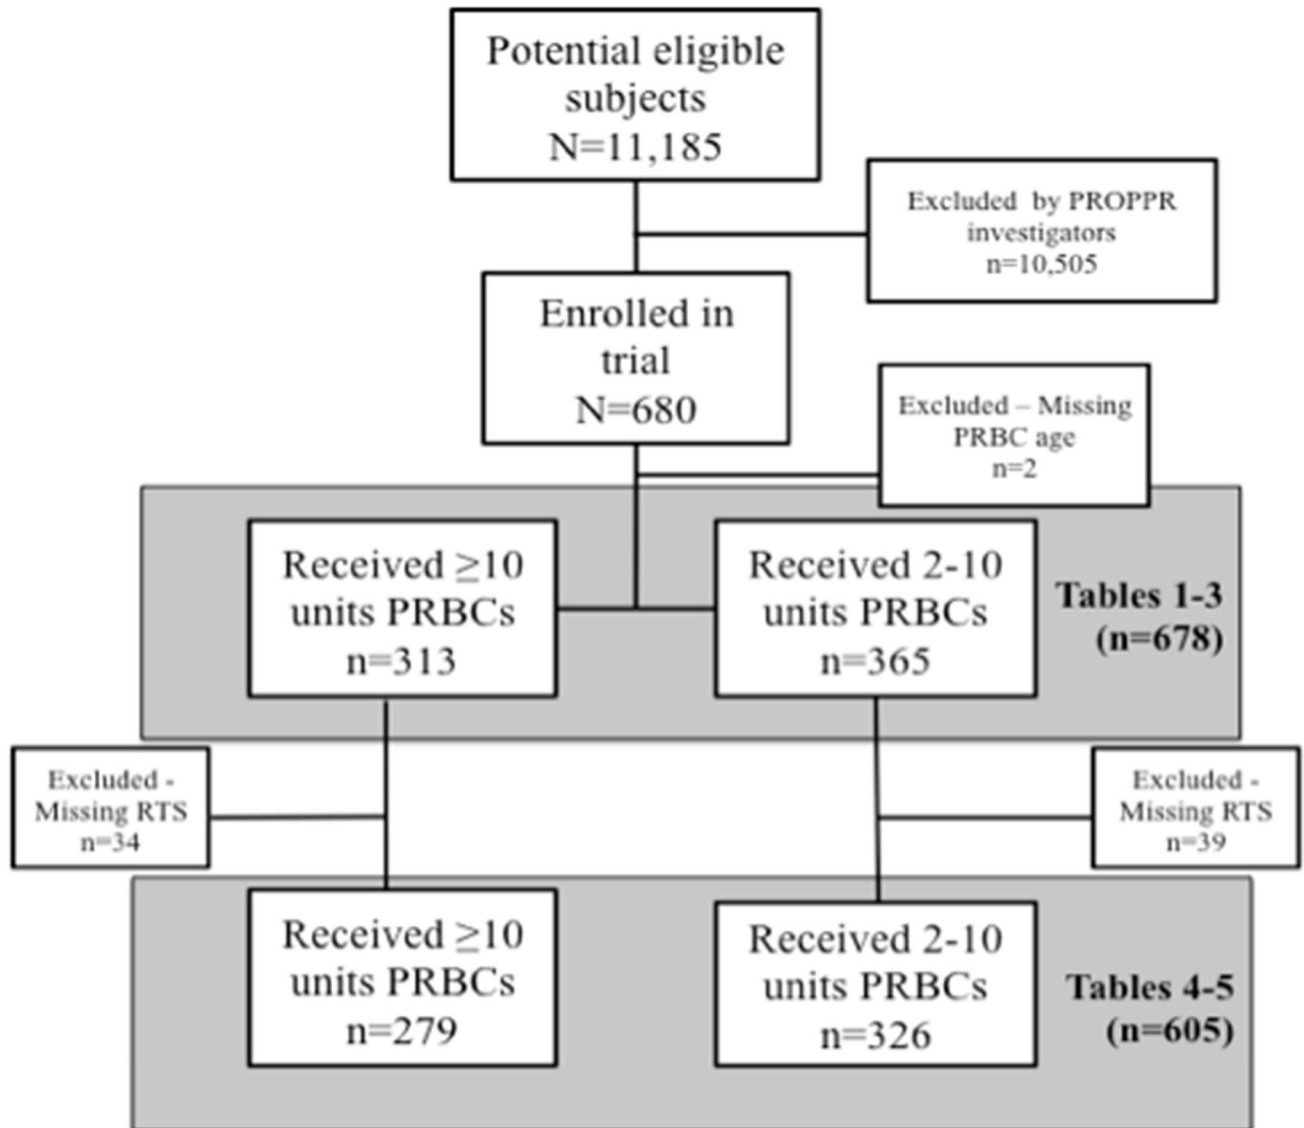 Potential eligible
subjects
N=11,185
Excluded by PROPPR
investigators
n=10,505
Enrolled in
trial
N=680
Excluded – Missing
PRBC age
n=2
Received ≥10
units PRBCs
n=313
Received 2-10
units PRBCs
n=365
Tables 1-3
(n=678)
Excluded -
Missing RTS
n=34
Excluded -
Missing RTS
n=39
Received ≥10
units PRBCs
n=279
Received 2-10
units PRBCs
n=326
Tables 4-5
(n=605)